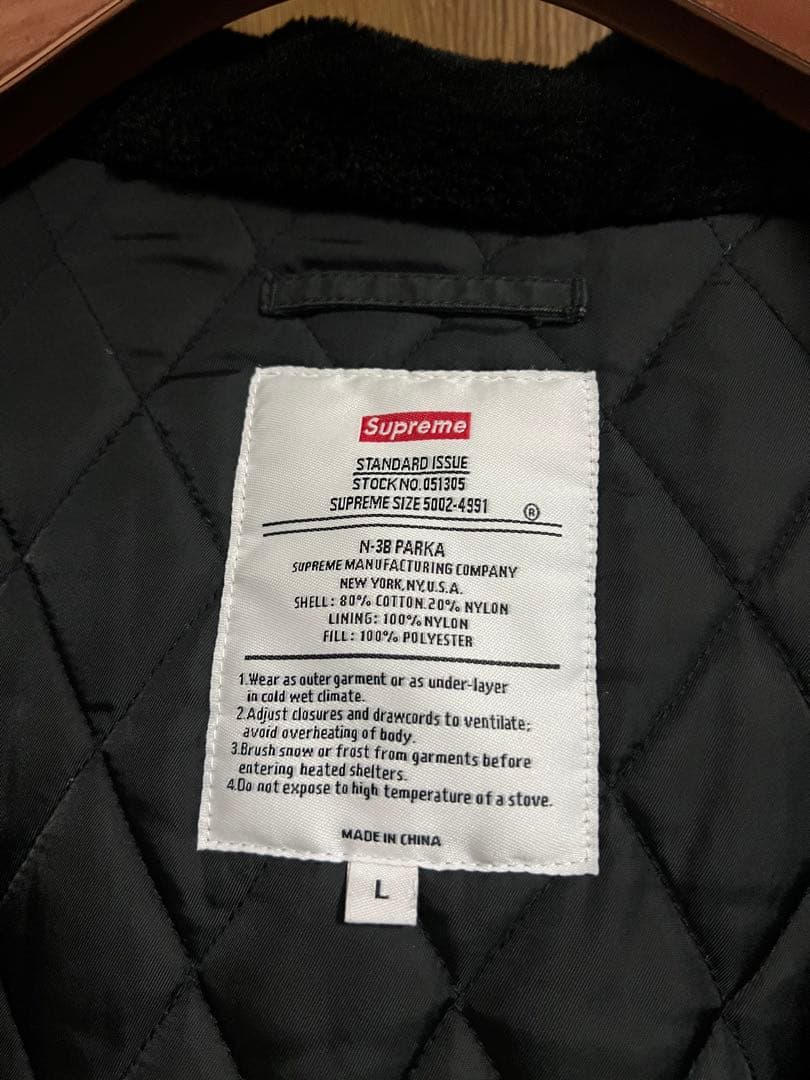 Supreme
STANDARD ISSUE
STOCK NO. 051305
SUPREME SIZE 5002-4991 ®
N-3B PARKA
SUPREME MANUFACTURING COMPANY
NEW YORK, NY, U.S.A.
SHELL: 80% COTTON. 20% NYLON
LINING: 100% NYLON
FILL: 100% POLYESTER
1.Wear as outer garment or as under-layer
in cold wet climate.
2.Adjust closures and drawcords to ventilate;
avoid overheating of body.
3.Brush snow or frost from garments before
entering heated shelters.
4.Do not expose to high temperature of a stove.
MADE IN CHINA
L